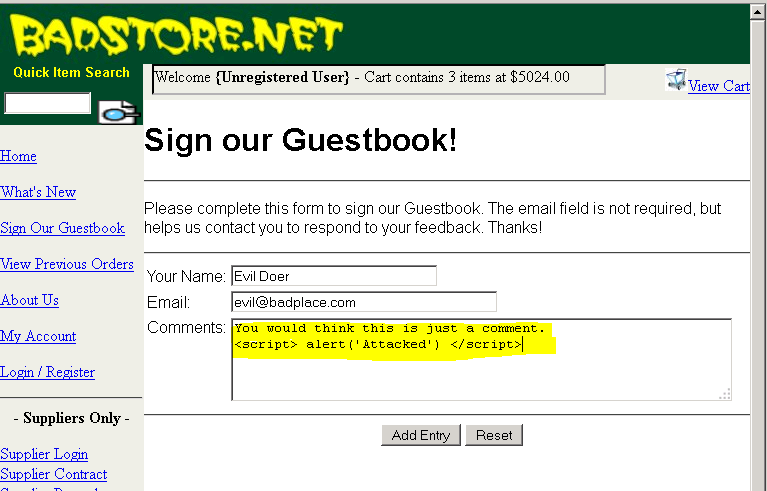 BADSTORE.NET
Quick Item Search
Welcome {Unregistered User} - Cart contains 3 items at $5024.00
View Cart
Sign our Guestbook!
Home
What's New
Sign Our Guestbook
View Previous Orders
About Us
My Account
Login / Register
- Suppliers Only -
Supplier Login
Supplier Contract
Please complete this form to sign our Guestbook. The email field is not required, but
helps us contact you to respond to your feedback. Thanks!
Your Name: Evil Doer
Email: evil@badplace.com
Comments: You would think this is just a comment.
<script> alert('Attacked') </script>
Add Entry Reset